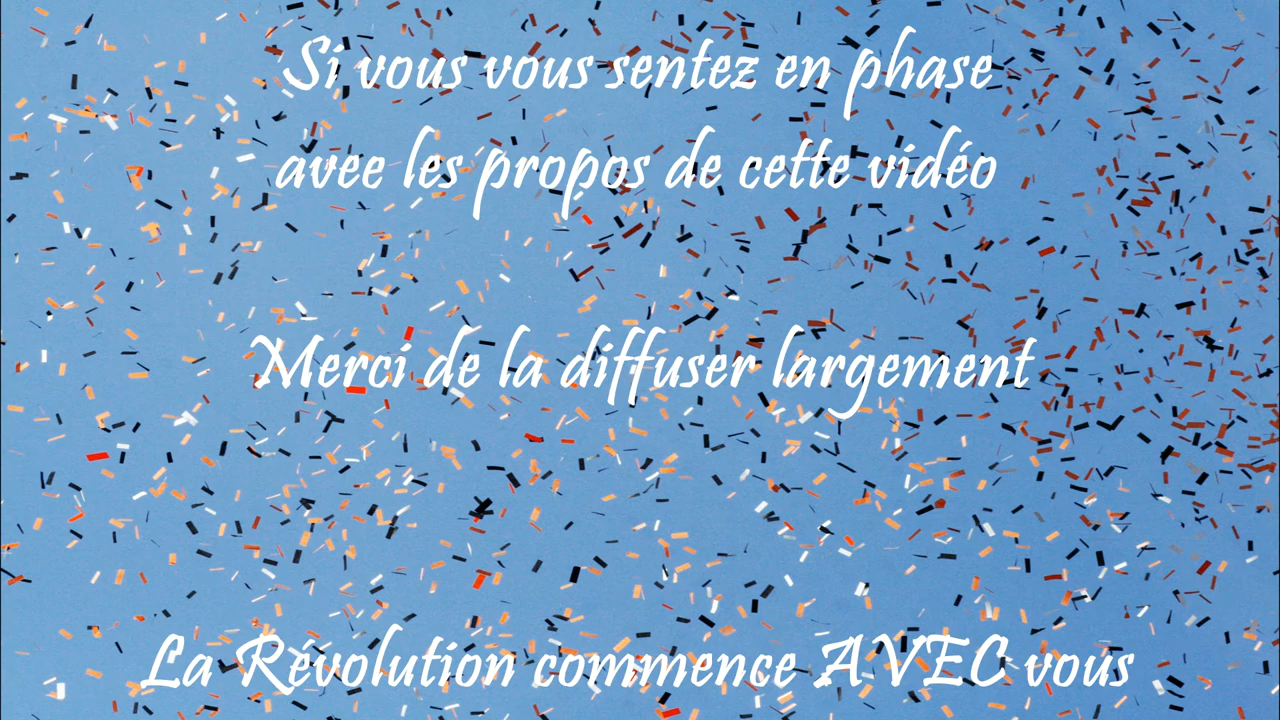 Si vous vous sentez en phase
avec les propos de cette vidéo
Merci de la diffuser largement
La Révolution commence AVEC vous